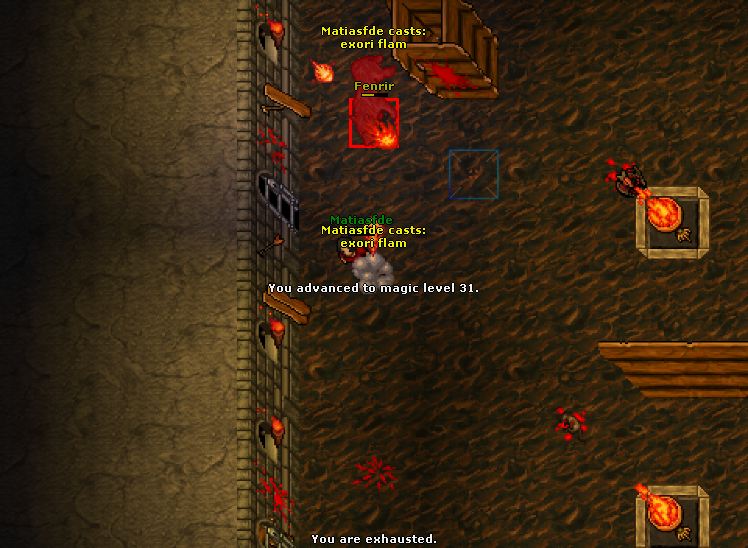 Matiasfde casts:
exori flam
Fenrir
Matiasfde
Matiasfde casts:
exori flam
You advanced to magic level 31.
You are exhausted.